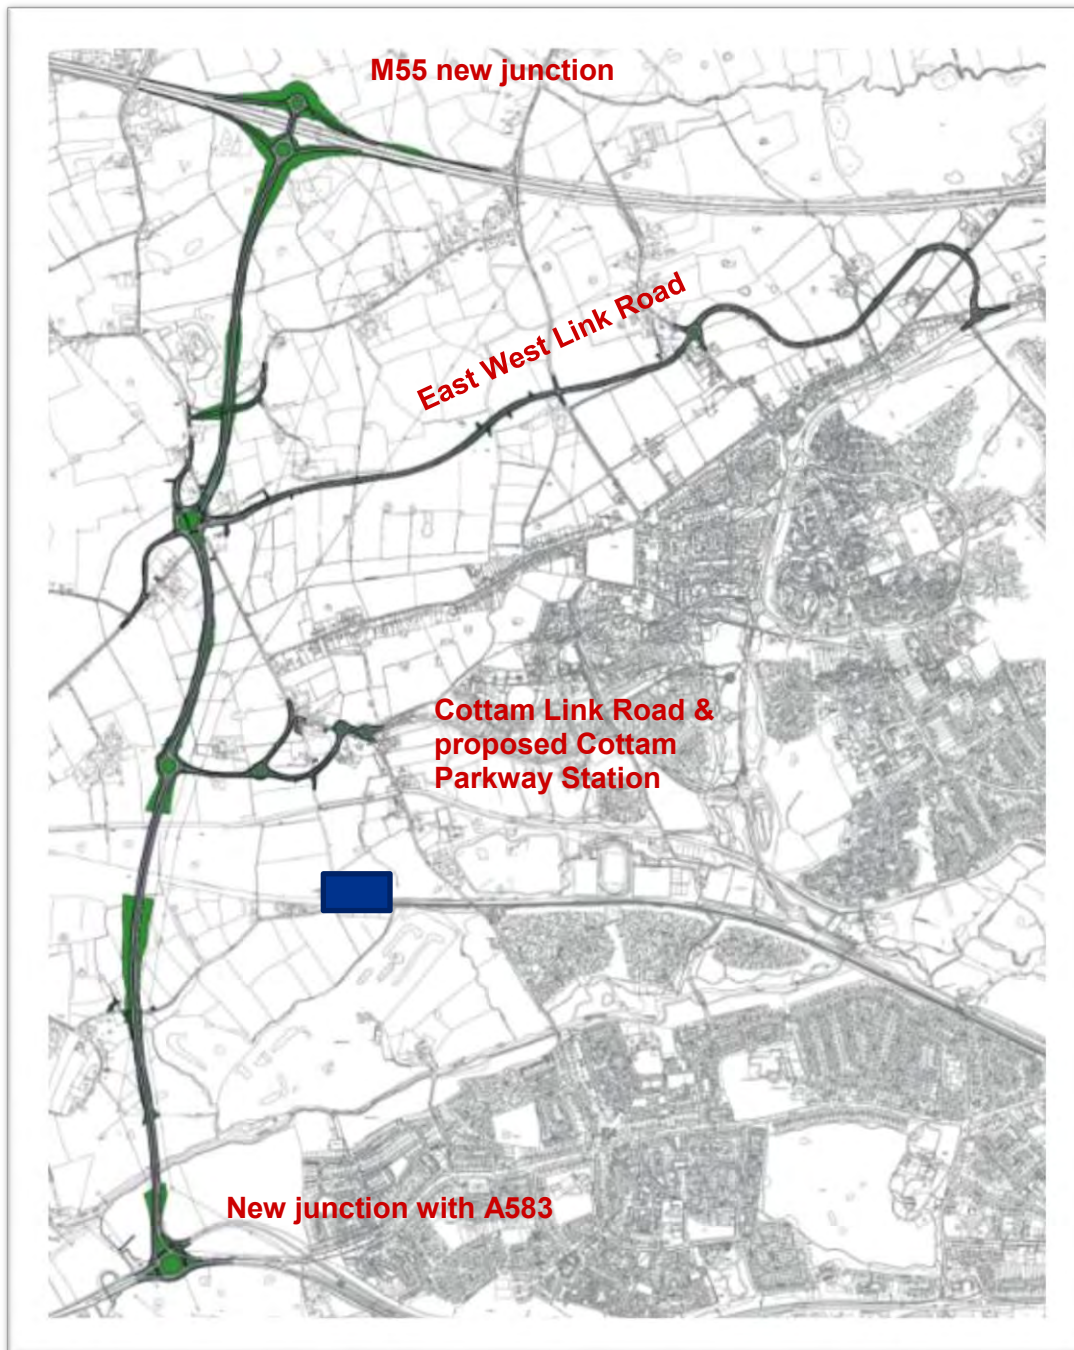 M55 new junction
East West Link Road
Cottam Link Road &
proposed Cottam
Parkway Station
New junction with A583